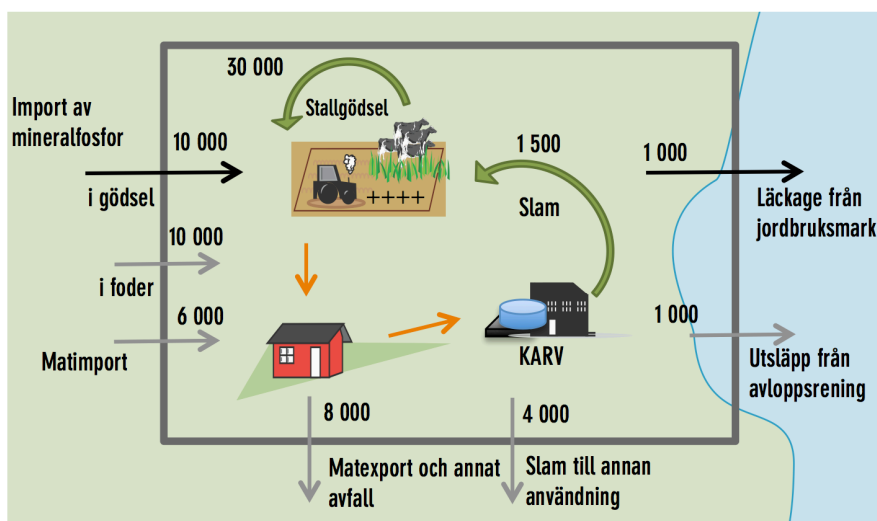 30 000
Stallgödsel
Import av
mineralfosfor
10 000
i gödsel
1 500
Slam
1 000
Läckage från
jordbruksmark
++++
10 000
i foder
6 000
Matimport
KARV
1 000
Utsläpp från
avloppsrening
8 000
Matexport och annat
avfall
4 000
Slam till annan
användning